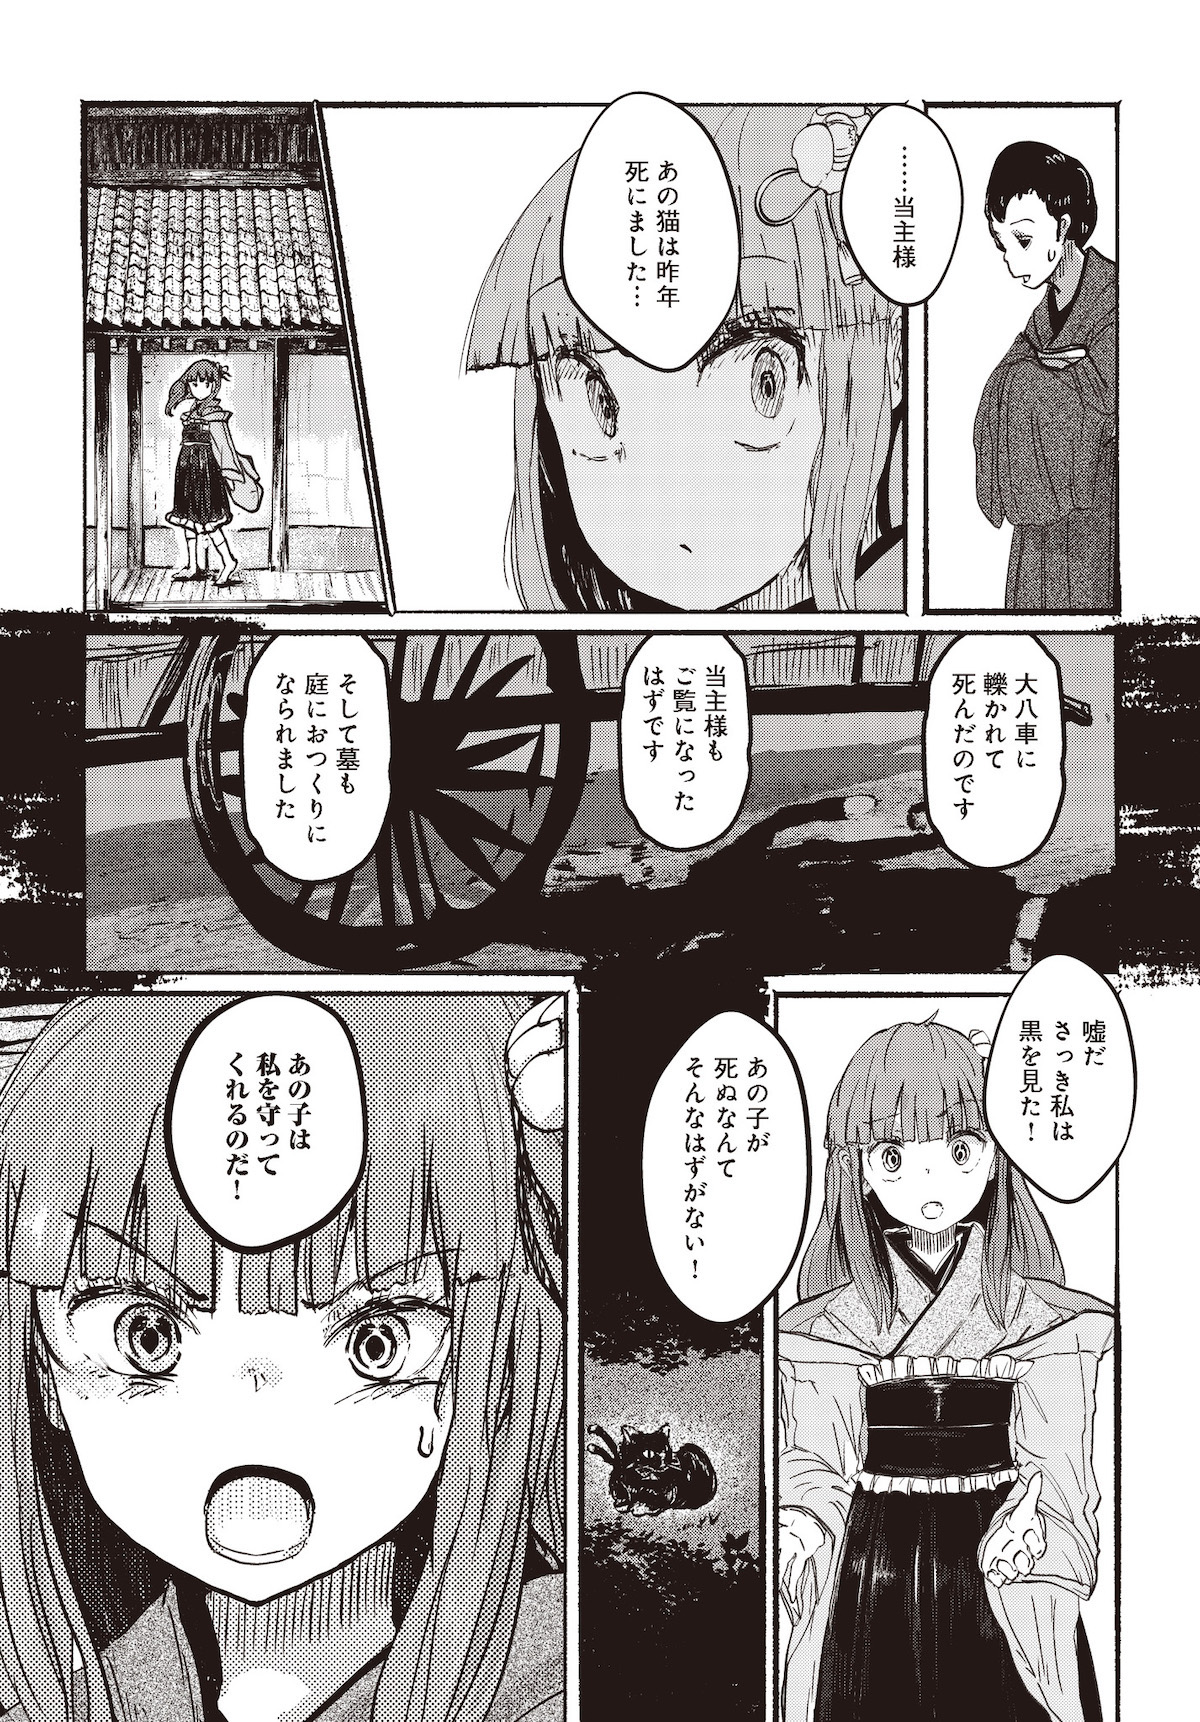 ……当主様
あの猫は昨年
死にました…
大八車に
轢かれて
死んだのです
当主様も
ご覧になった
はずです
そして墓も
庭におつくりに
なられました
嘘だ
さっき私は
黒を見た！
あの子が
死ぬなんて
そんなはずがない！
あの子は
私を守って
くれるのだ！